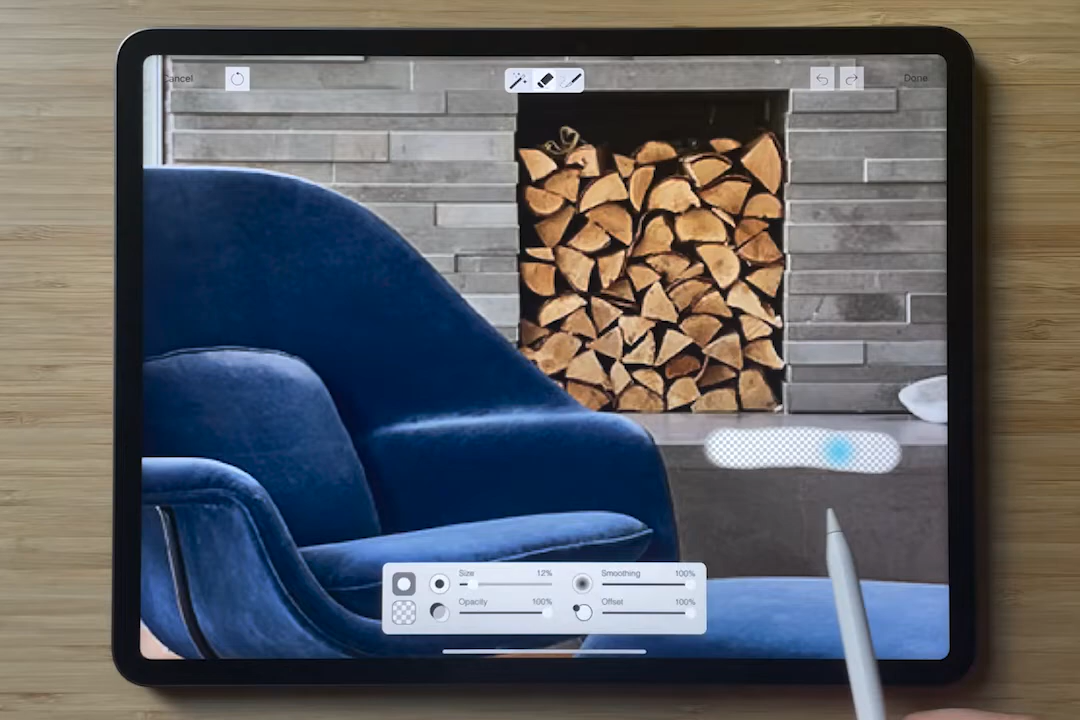 Cancel
Done
Size 12%
Smoothing 100%
Opacity 100%
Offset 100%